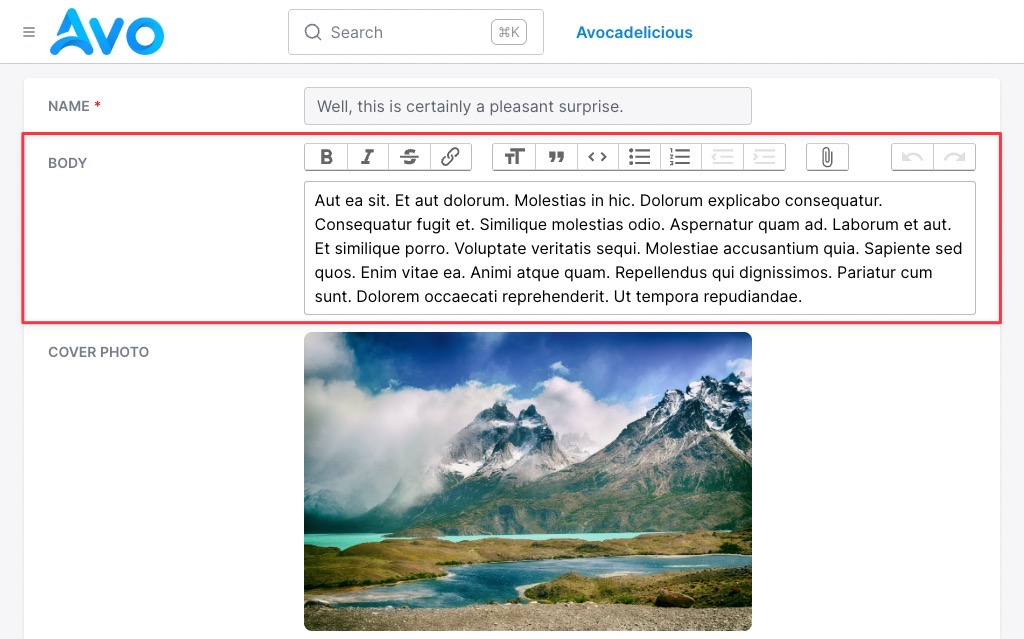 Avo
Search
⌘K
Avocadelicious
NAME *
Well, this is certainly a pleasant surprise.
BODY
Aut ea sit. Et aut dolorum. Molestias in hic. Dolorum explicabo consequatur.
Consequatur fugit et. Similique molestias odio. Aspernatur quam ad. Laborum et aut.
Et similique porro. Voluptate veritatis sequi. Molestiae accusantium quia. Sapiente sed
quos. Enim vitae ea. Animi atque quam. Repellendus qui dignissimos. Pariatur cum
sunt. Dolorem occaecati reprehenderit. Ut tempora repudiandae.
COVER PHOTO